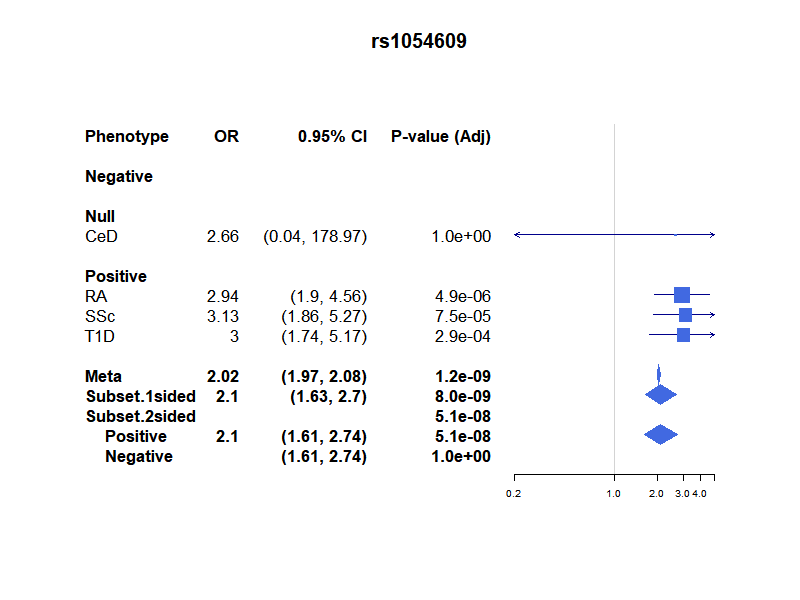 rs1054609
Phenotype OR 0.95% CI P-value (Adj)
Negative
Null
CeD 2.66 (0.04, 178.97) 1.0e+00
Positive
RA 2.94 (1.9, 4.56) 4.9e-06
SSc 3.13 (1.86, 5.27) 7.5e-05
T1D 3 (1.74, 5.17) 2.9e-04
Meta 2.02 (1.97, 2.08) 1.2e-09
Subset.1sided 2.1 (1.63, 2.7) 8.0e-09
Subset.2sided 5.1e-08
Positive 2.1 (1.61, 2.74) 5.1e-08
Negative (1.61, 2.74) 1.0e+00
0.2 1.0 2.0 3.0 4.0